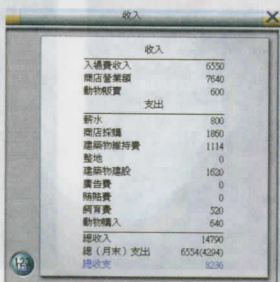 收入
收入
入場費收入 6550
商店營業額 7640
動物販賣 600
支出
薪水 800
商店採購 1860
建築物維持費 1114
整地 0
建築物建設 1620
廣告費 0
賄賂費 0
飼育費 520
動物購入 640
總收入 14790
總（月末）支出 6554(4294)
總收支 8236